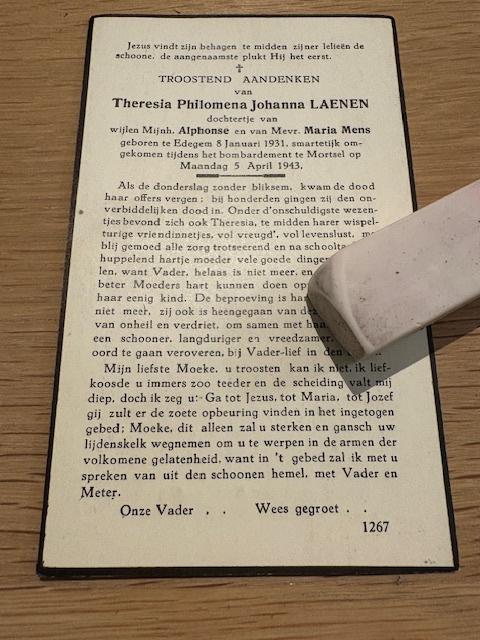 Jezus vindt zijn behagen te midden zijner lelieën de
schoone, de aangenaamste plukt Hij het eerst.
TROOSTEND AANDENKEN
van
Theresia Philomena Johanna LAENEN
dochtertje van
wijlen Mijnh. Alphonse en van Mevr. Maria Mens
geboren te Edegem 8 Januari 1931, smartetijk om-
gekomen tijdens het bombardement te Mortsel op
Maandag 5 April 1943.
Als de donderslag zonder bliksem, kwam de dood
haar offers vergen; bij honderden gingen zij den on-
verbiddelijken dood in. Onder d'onschuldigste wezen-
tjes bevond zich ook Theresia, te midden harer wispel-
turige vriendinnetjes, vol vreugd', vol levenslust,
blij gemoed alle zorg trotseerend en na
huppelend hartje moeder vele goede
len, want Vader, helaas is niet meer, en
beter Moeders hart kunnen doen
haar eenig kind. De beproeving is
niet meer, zij ook is heengegaan van
van onheil en verdriet, om samen met
een schooner, langduriger en
oord te gaan veroveren, bij Vader-lief in den
Mijn liefste Moeke, u troosten kan ik niet, ik lief-
koosde u immers zoo teeder en de scheiding valt mij
diep, doch ik zeg u:- Ga tot Jezus, tot Maria, tot Jozef
gij zult er de zoete opbeuring vinden in het ingetogen
gebed; Moeke, dit alleen zal u sterken en gansch uw
lijdenskelk wegnemen om u te werpen in de armen der
volkomene gelatenheid, want in 't gebed zal ik met u
spreken van uit den schoonen hemel, met Vader en
Meter.
Onze Vader . . Wees gegroet . .
1267